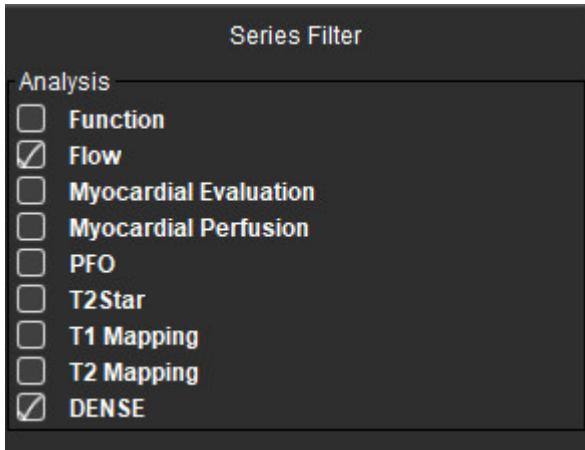 Series Filter
Analysis
Function
Flow
Myocardial Evaluation
Myocardial Perfusion
PFO
T2Star
T1 Mapping
T2 Mapping
DENSE